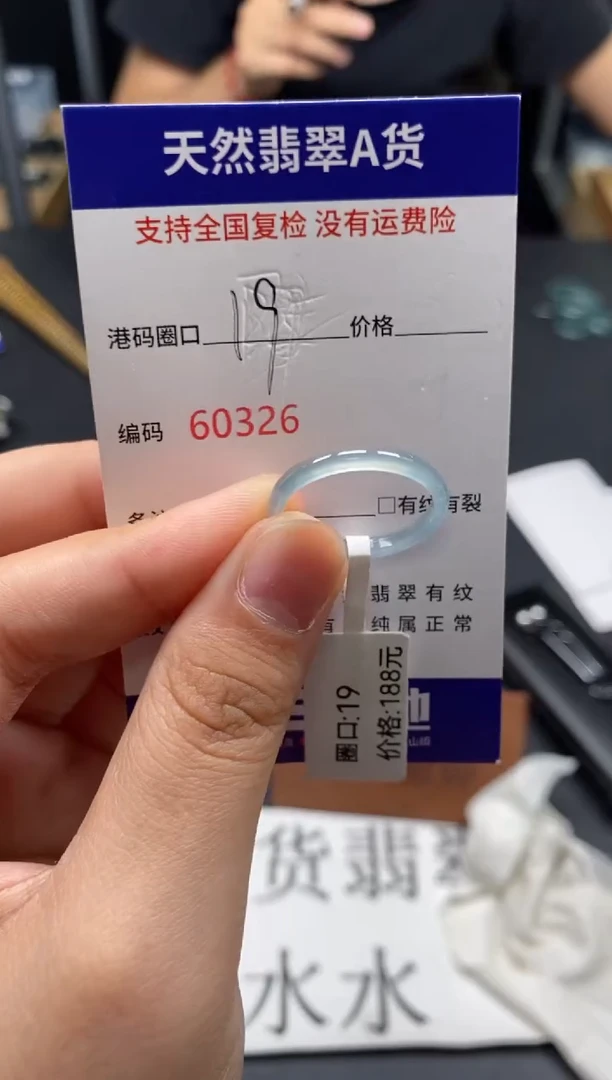 天然翡翠A货
支持全国复检 没有运费险
港码圈口 19 价格
编码 60326
□有纹有裂
翡翠有纹
有 纯属正常
圈口:19
价格:188元
货翡翠
水水